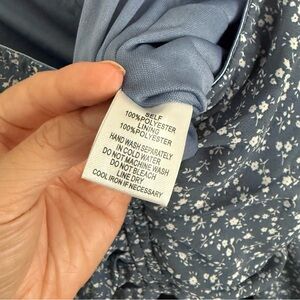 SELF
100%POLYESTER
LINING
100%POLYESTER
HAND WASH SEPARATELY
IN COLD WATER
DO NOT MACHINE WASH
DO NOT BLEACH
LINE DRY
COOL IRON IF NECESSARY